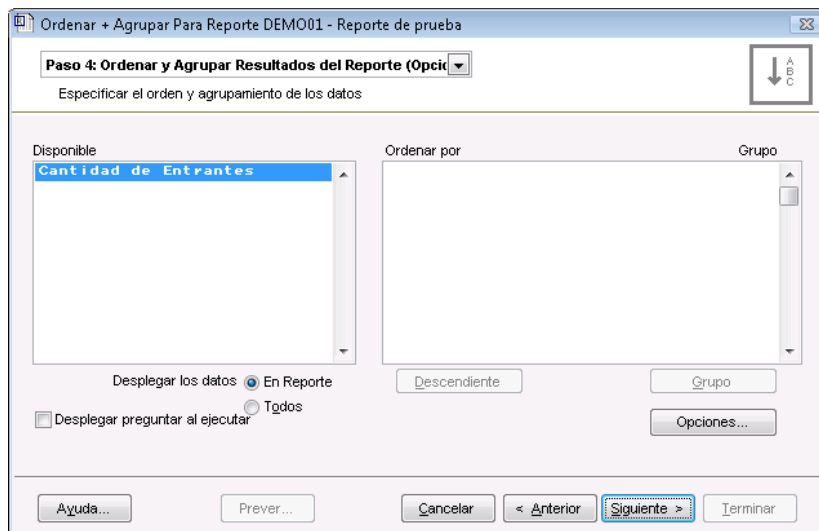 Ordenar + Agrupar Para Reporte DEMO01 - Reporte de prueba
Paso 4: Ordenar y Agrupar Resultados del Reporte (Opcio
Especificar el orden y agrupamiento de los datos
A
B
C
Disponible
Ordenar por
Grupo
Cantidad de Entrantes
Desplegar los datos
En Reporte
Todos
Desplegar preguntar al ejecutar
Descendiente
Grupo
Opciones...
Ayuda...
Prever...
Cancelar
< Anterior
Siguiente >
Terminar